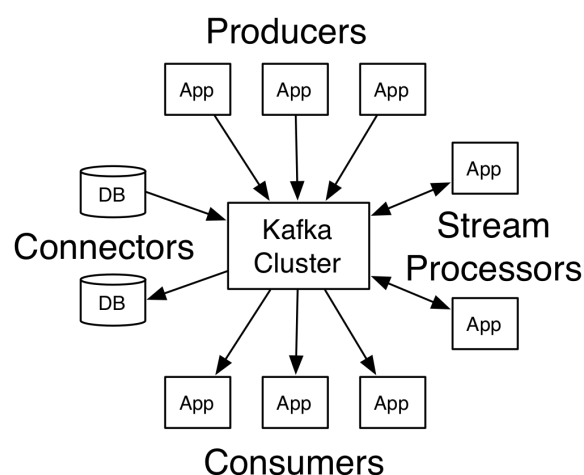 Producers
App
App
App
DB
App
Kafka
Cluster
Stream
Processors
Connectors
DB
App
App
App
App
Consumers